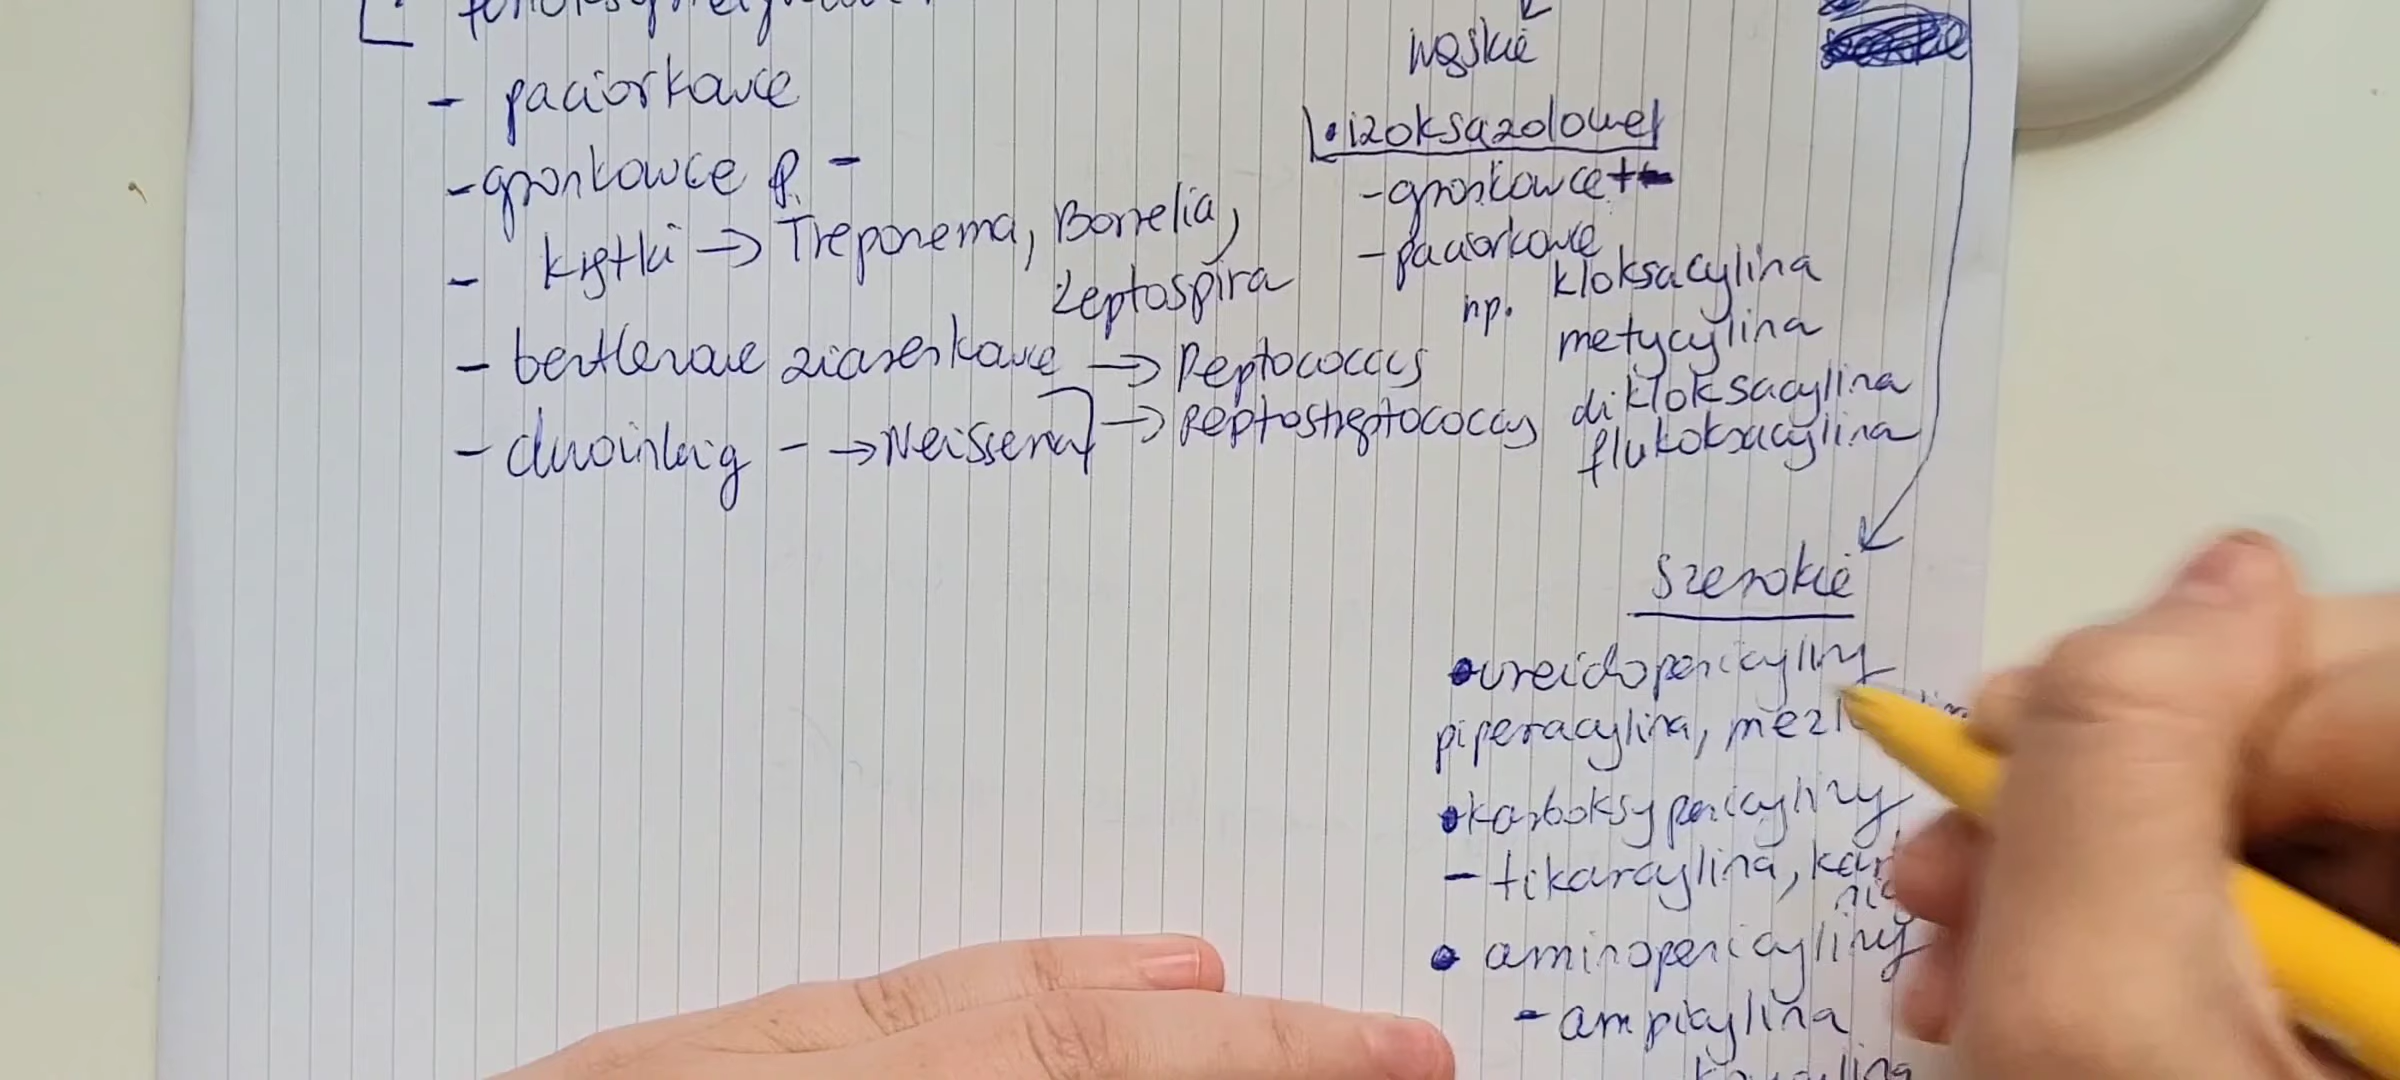 - paciorkowce
- gronkowce p. -
- krętki → Treponema, Borrelia,
Leptospira
- beztlenowe ziarenkowce → Peptococcus
- dwoinki g - → Neisseria → Peptostreptococcus
wąskie
• izoksazolowe
- gronkowce +
- paciorkowce
np. kloksacylina
metycylina
dikloksacylina
flukoksacylina
Szerokie
• ureidopenicyliny
piperacylina,
• karboksypenicyliny
- tikarcylina,
• aminopenicyliny
- ampicylina